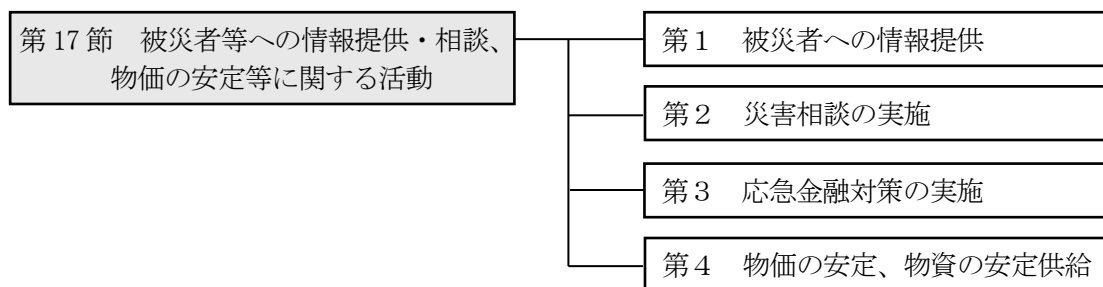 第17節　被災者等への情報提供・相談、
物価の安定等に関する活動
第１　被災者への情報提供
第２　災害相談の実施
第３　応急金融対策の実施
第４　物価の安定、物資の安定供給